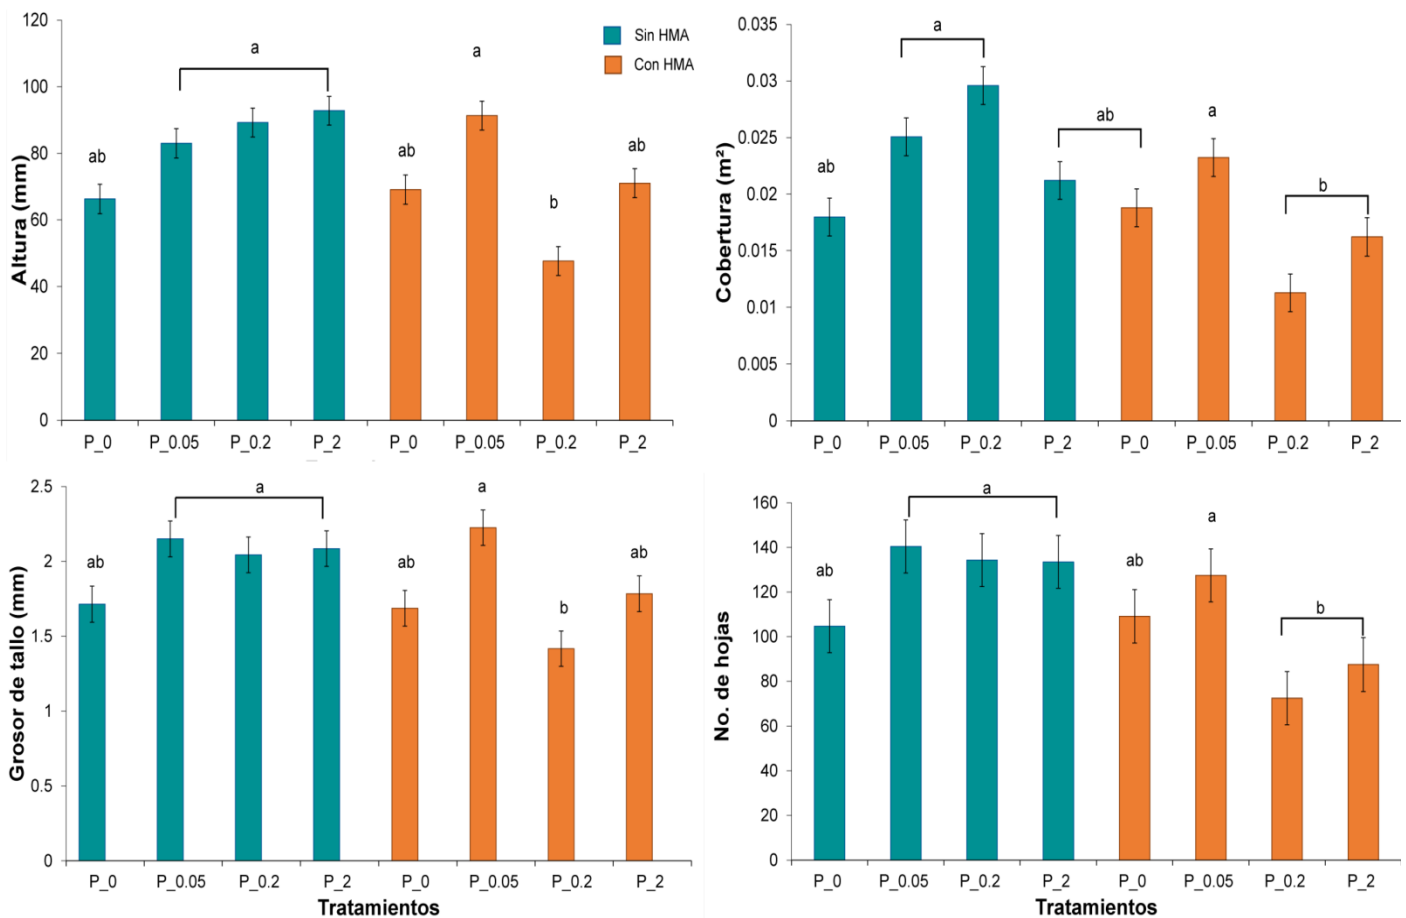 120
100
80
60
40
20
0
Altura (mm)
a
a
ab
ab
ab
b
Sin HMA
Con HMA
P_0 P_0.05 P_0.2 P_2 P_0 P_0.05 P_0.2 P_2
0.035
0.03
0.025
0.02
0.015
0.01
0.005
0
Cobertura (m²)
a
ab
a
ab
b
P_0 P_0.05 P_0.2 P_2 P_0 P_0.05 P_0.2 P_2
2.5
2
1.5
1
0.5
0
Grosor de tallo (mm)
a
a
ab
ab
ab
b
P_0 P_0.05 P_0.2 P_2 P_0 P_0.05 P_0.2 P_2
Tratamientos
160
140
120
100
80
60
40
20
0
No. de hojas
a
a
ab
ab
b
P_0 P_0.05 P_0.2 P_2 P_0 P_0.05 P_0.2 P_2
Tratamientos